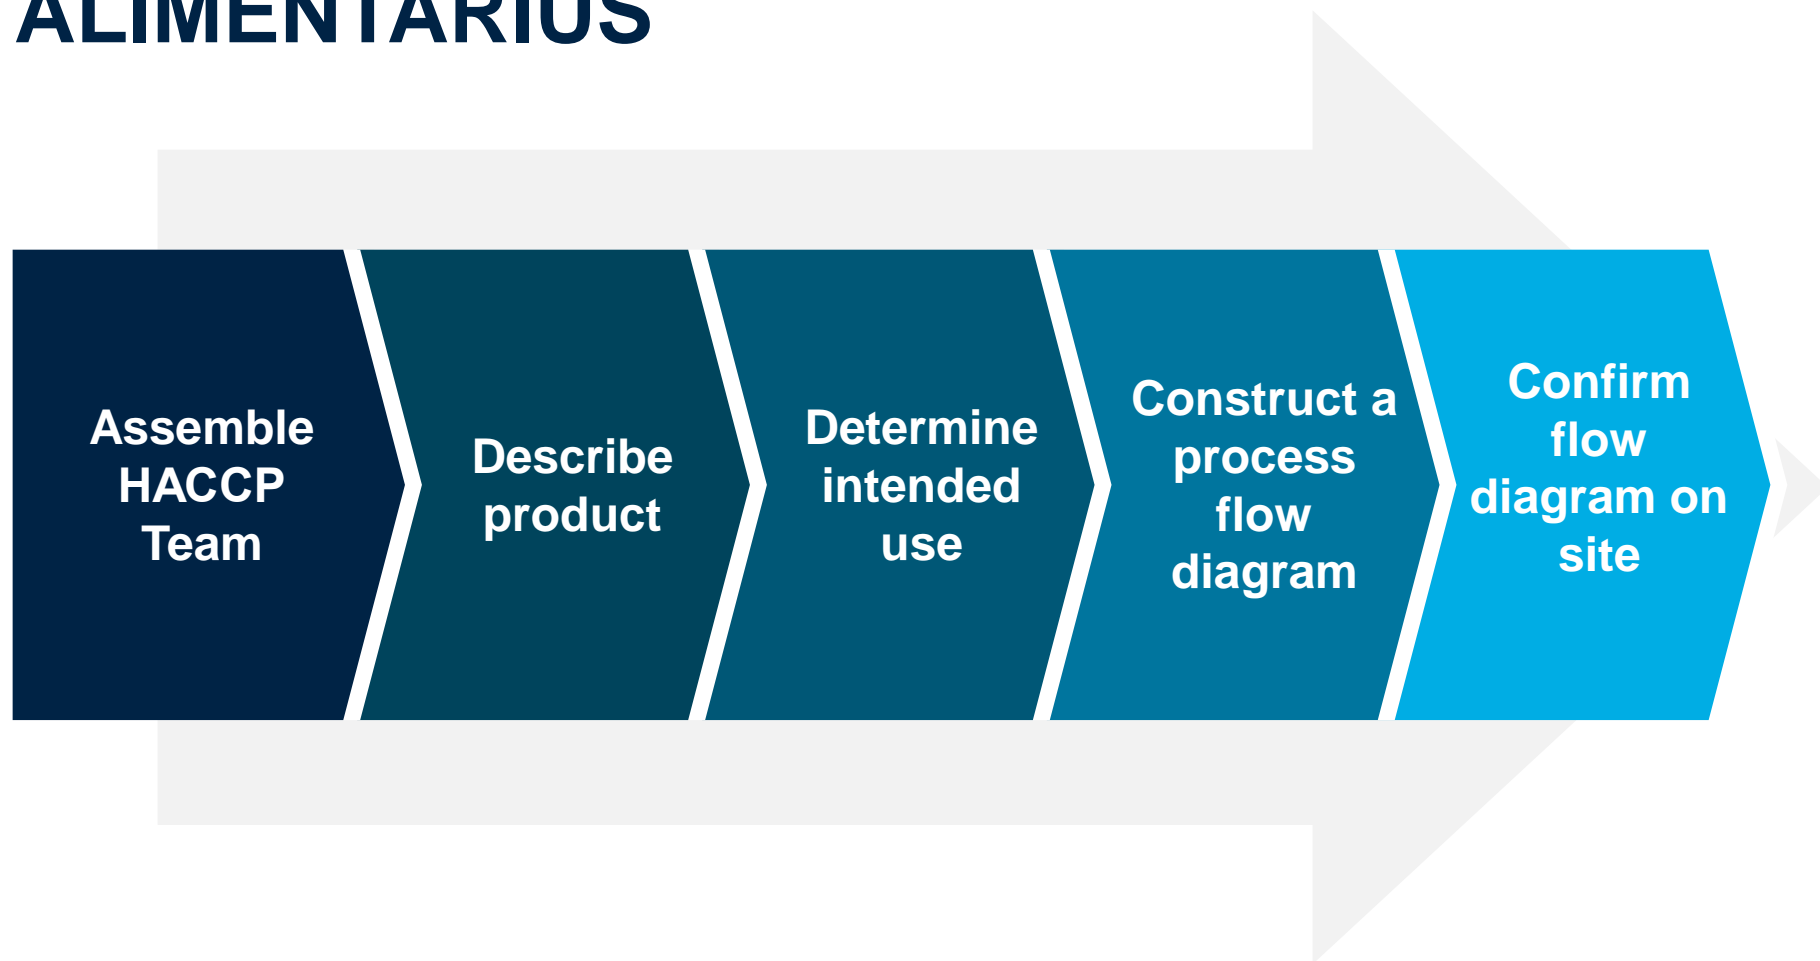 ALIMENTARIUS
Assemble
HACCP
Team
Describe
product
Determine
intended
use
Construct a
process
flow
diagram
Confirm
flow
diagram on
site